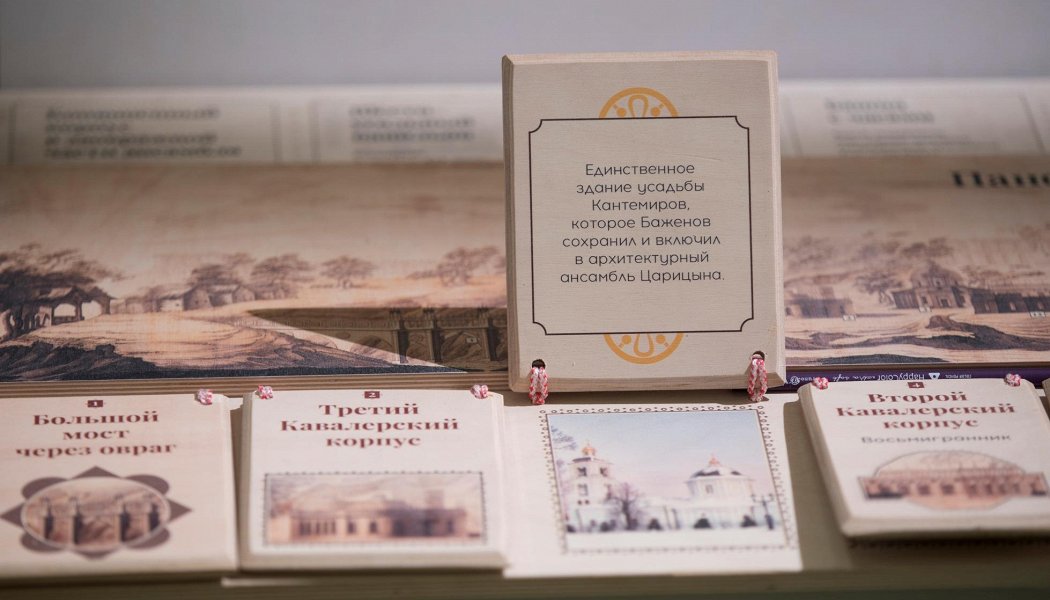 Единственное
здание усадьбы
Кантемиров,
которое Баженов
сохранил и включил
в архитектурный
ансамбль Царицына.
1
Большой
мост
через овраг
2
Третий
Кавалерский
корпус
4
Второй
Кавалерский
корпус
Восьмигранник